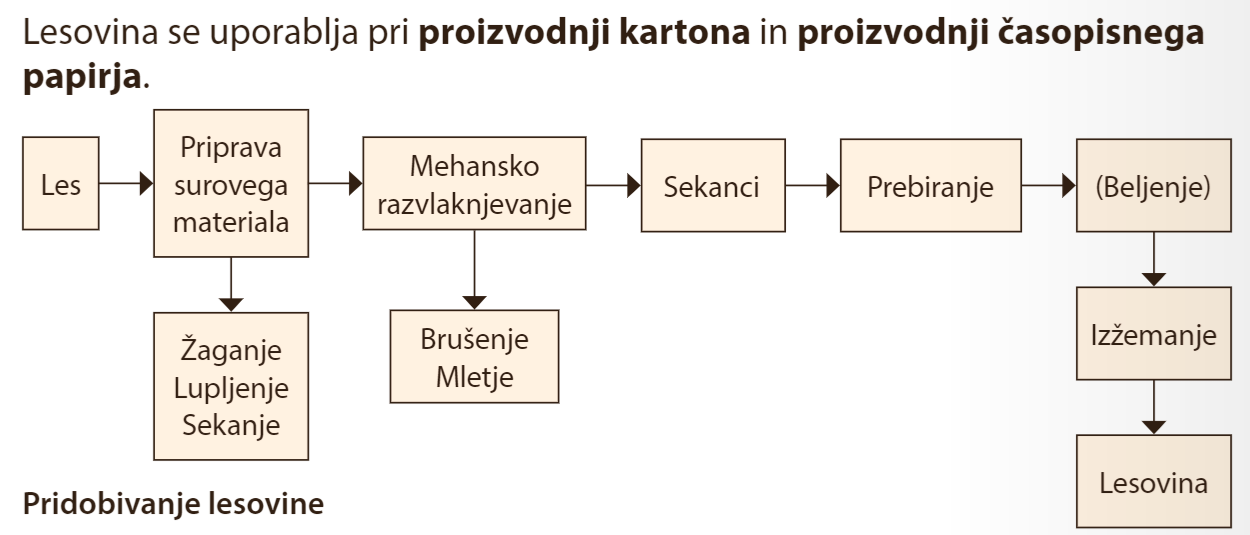 Lesovina se uporablja pri proizvodnji kartona in proizvodnji časopisnega
papirja.
Les
Priprava
surovega
materiala
Mehansko
razvlaknjevanje
Sekanci
Prebiranje
(Beljenje)
Žaganje
Lupljenje
Sekanje
Brušenje
Mletje
Izžemanje
Lesovina
Pridobivanje lesovine